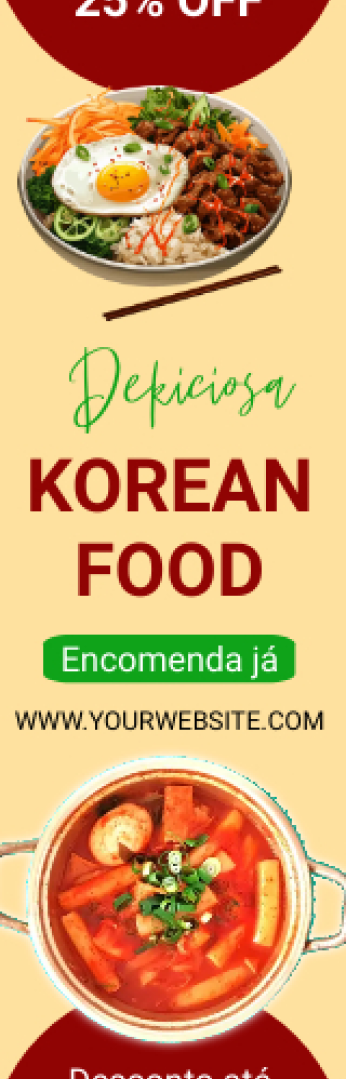 25% OFF
Dekiciosa
KOREAN
FOOD
Encomenda já
WWW.YOURWEBSITE.COM
Desconto até